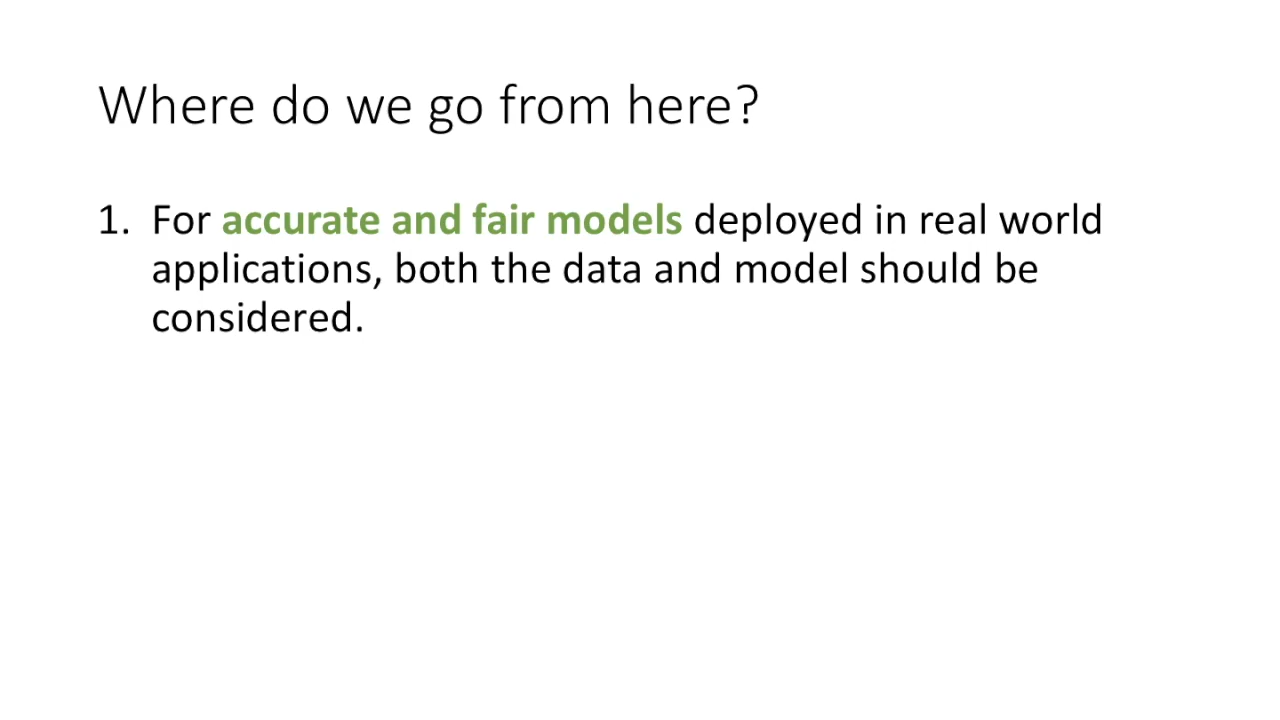 Where do we go from here?
1. For accurate and fair models deployed in real world
applications, both the data and model should be
considered.